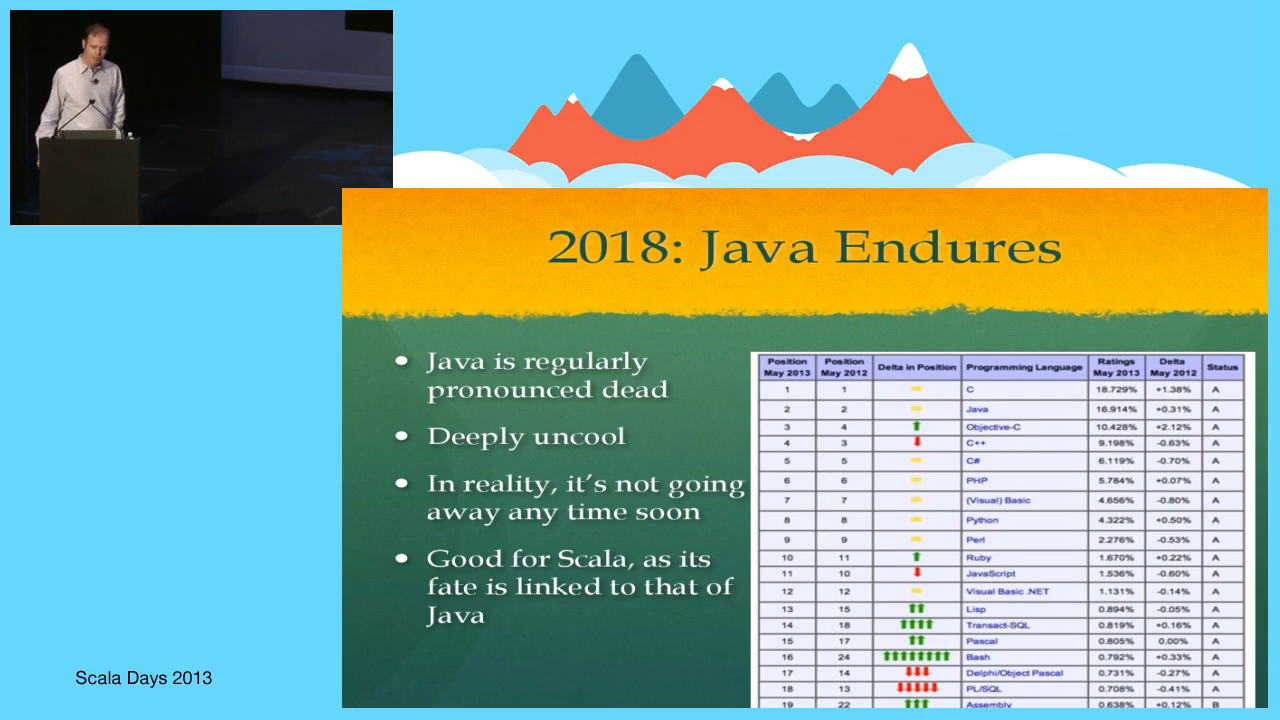 2018: Java Endures
• Java is regularly
pronounced dead
• Deeply uncool
• In reality, it's not going
away any time soon
• Good for Scala, as its
fate is linked to that of
Java
Position May 2013 Position May 2012 Delta in Position Programming Language Ratings May 2013 Delta May 2012 Status
1 1 C 18.729% +1.38% A
2 2 Java 16.914% +0.31% A
3 4 Objective-C 10.428% +2.12% A
4 3 C++ 9.198% -0.63% A
5 5 C# 6.119% -0.70% A
6 6 PHP 5.784% +0.07% A
7 7 (Visual) Basic 4.656% -0.80% A
8 8 Python 4.322% +0.50% A
9 9 Perl 2.276% -0.53% A
10 11 Ruby 1.670% +0.22% A
11 10 JavaScript 1.536% -0.60% A
12 12 Visual Basic .NET 1.131% -0.14% A
13 15 Lisp 0.894% -0.05% A
14 18 Transact-SQL 0.819% +0.16% A
15 17 Pascal 0.805% 0.00% A
16 24 Bash 0.792% +0.33% A
17 14 Delphi/Object Pascal 0.731% -0.27% A
18 13 PL/SQL 0.708% -0.41% A
19 22 Assembly 0.638% +0.12% B
Scala Days 2013